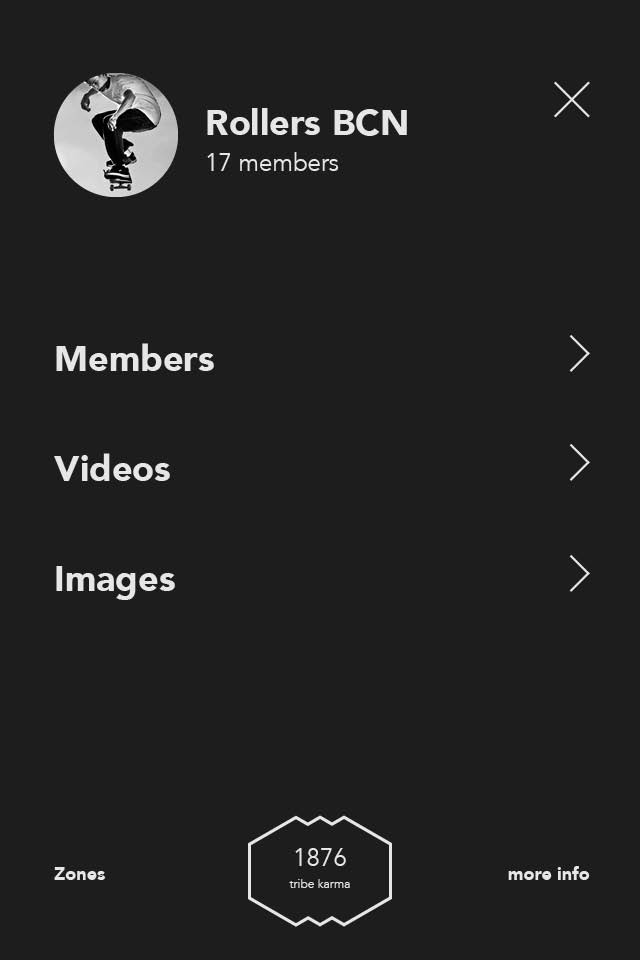 Rollers BCN
17 members
Members
Videos
Images
1876
tribe karma
Zones
more info